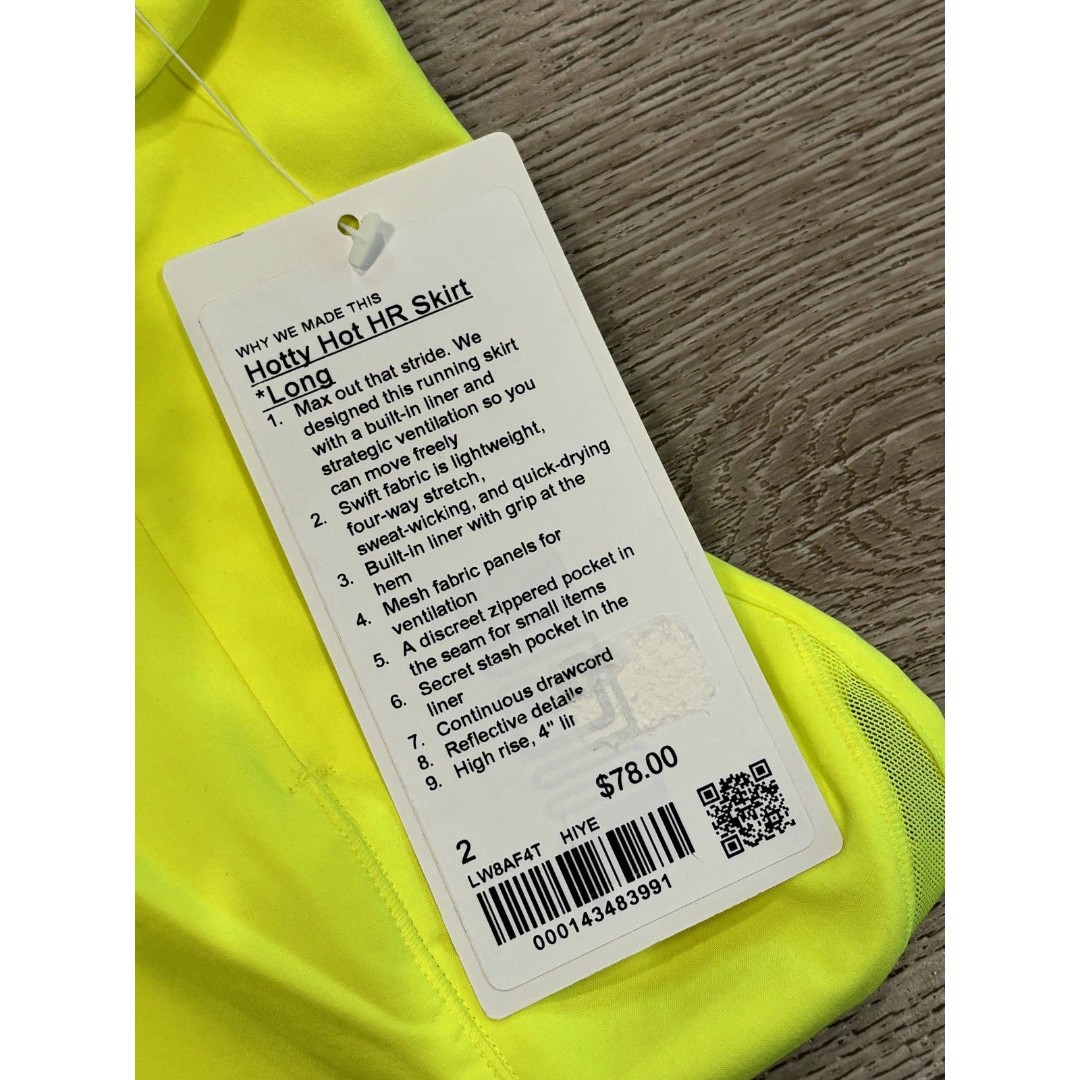 WHY WE MADE THIS
Hotty Hot HR Skirt
*Long
1. Max out that stride. We
designed this running skirt
with a built-in liner and
strategic ventilation so you
can move freely
2. Swift fabric is lightweight,
four-way stretch,
sweat-wicking, and quick-drying
3. Built-in liner with grip at the
hem
4. Mesh fabric panels for
ventilation
5. A discreet zippered pocket in
the seam for small items
6. Secret stash pocket in the
liner
7. Continuous drawcord
8. Reflective details
9. High rise, 4"
$78.00
2
LW8AF4T HIYE
000143483991